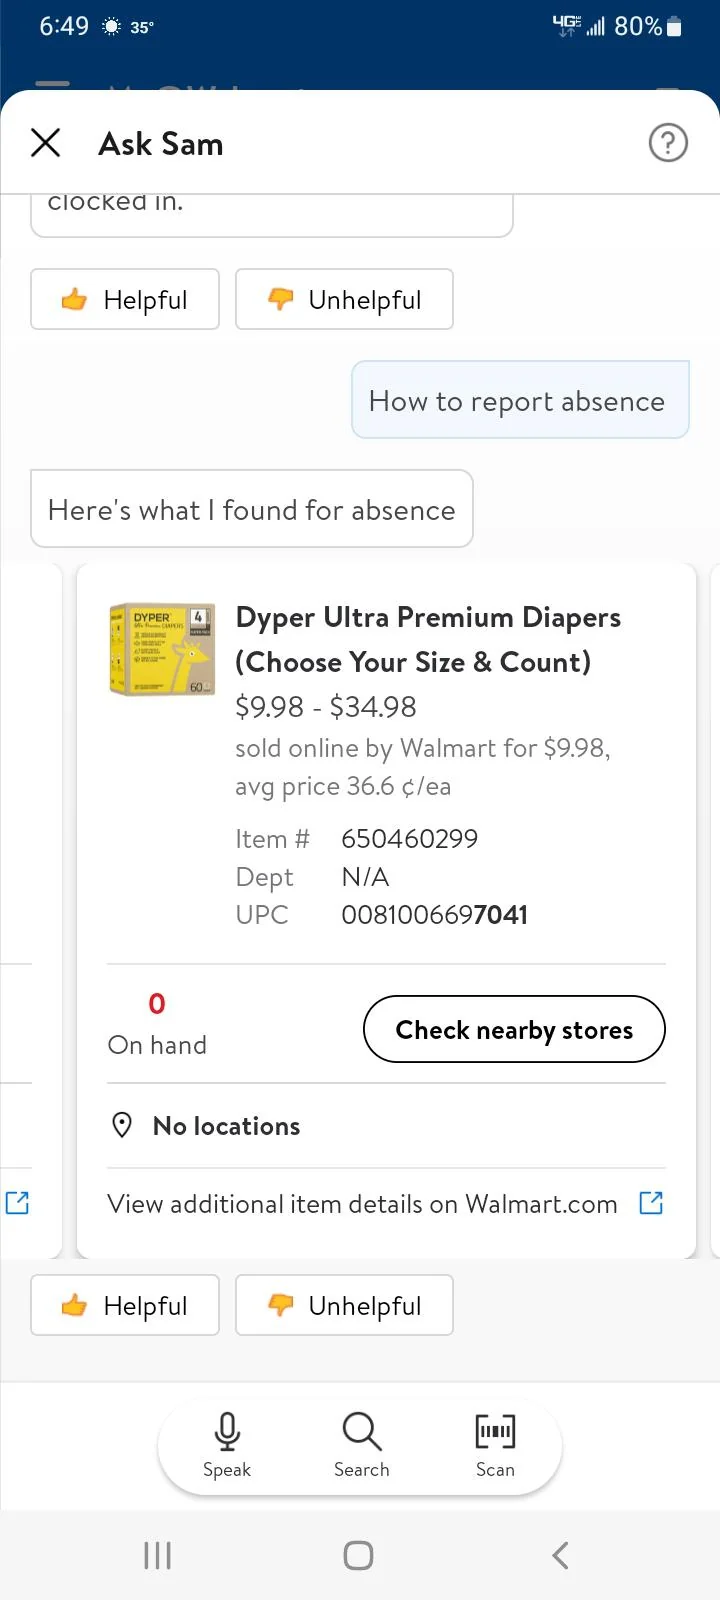 6:49 35°
4G LTE 80%
Ask Sam
?
clocked in.
Helpful Unhelpful
How to report absence
Here's what I found for absence
DYPER
4
60
Dyper Ultra Premium Diapers
(Choose Your Size & Count)
$9.98 - $34.98
sold online by Walmart for $9.98,
avg price 36.6 ¢/ea
Item # 650460299
Dept N/A
UPC 0081006697041
0
On hand
Check nearby stores
No locations
View additional item details on Walmart.com
Helpful Unhelpful
Speak Search Scan